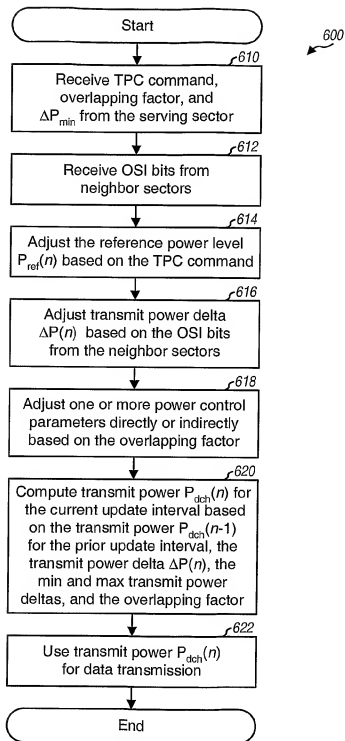 Start
600
610
Receive TPC command,
overlapping factor, and
ΔPmin from the serving sector
612
Receive OSI bits from
neighbor sectors
614
Adjust the reference power level
Pref(n) based on the TPC command
616
Adjust transmit power delta
ΔP(n) based on the OSI bits
from the neighbor sectors
618
Adjust one or more power control
parameters directly or indirectly
based on the overlapping factor
620
Compute transmit power Pdch(n) for
the current update interval based
on the transmit power Pdch(n-1)
for the prior update interval, the
transmit power delta ΔP(n), the
min and max transmit power
deltas, and the overlapping factor
622
Use transmit power Pdch(n)
for data transmission
End